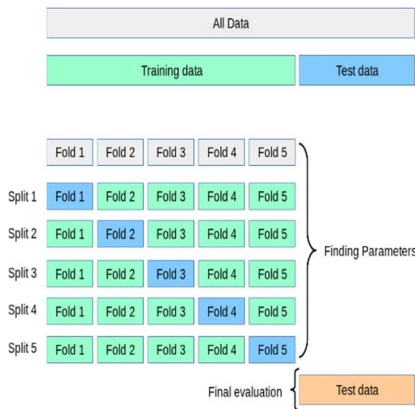 All Data
Training data Test data
Fold 1 Fold 2 Fold 3 Fold 4 Fold 5
Split 1 Fold 1 Fold 2 Fold 3 Fold 4 Fold 5
Split 2 Fold 1 Fold 2 Fold 3 Fold 4 Fold 5
Finding Parameters
Split 3 Fold 1 Fold 2 Fold 3 Fold 4 Fold 5
Split 4 Fold 1 Fold 2 Fold 3 Fold 4 Fold 5
Split 5 Fold 1 Fold 2 Fold 3 Fold 4 Fold 5
Final evaluation Test data